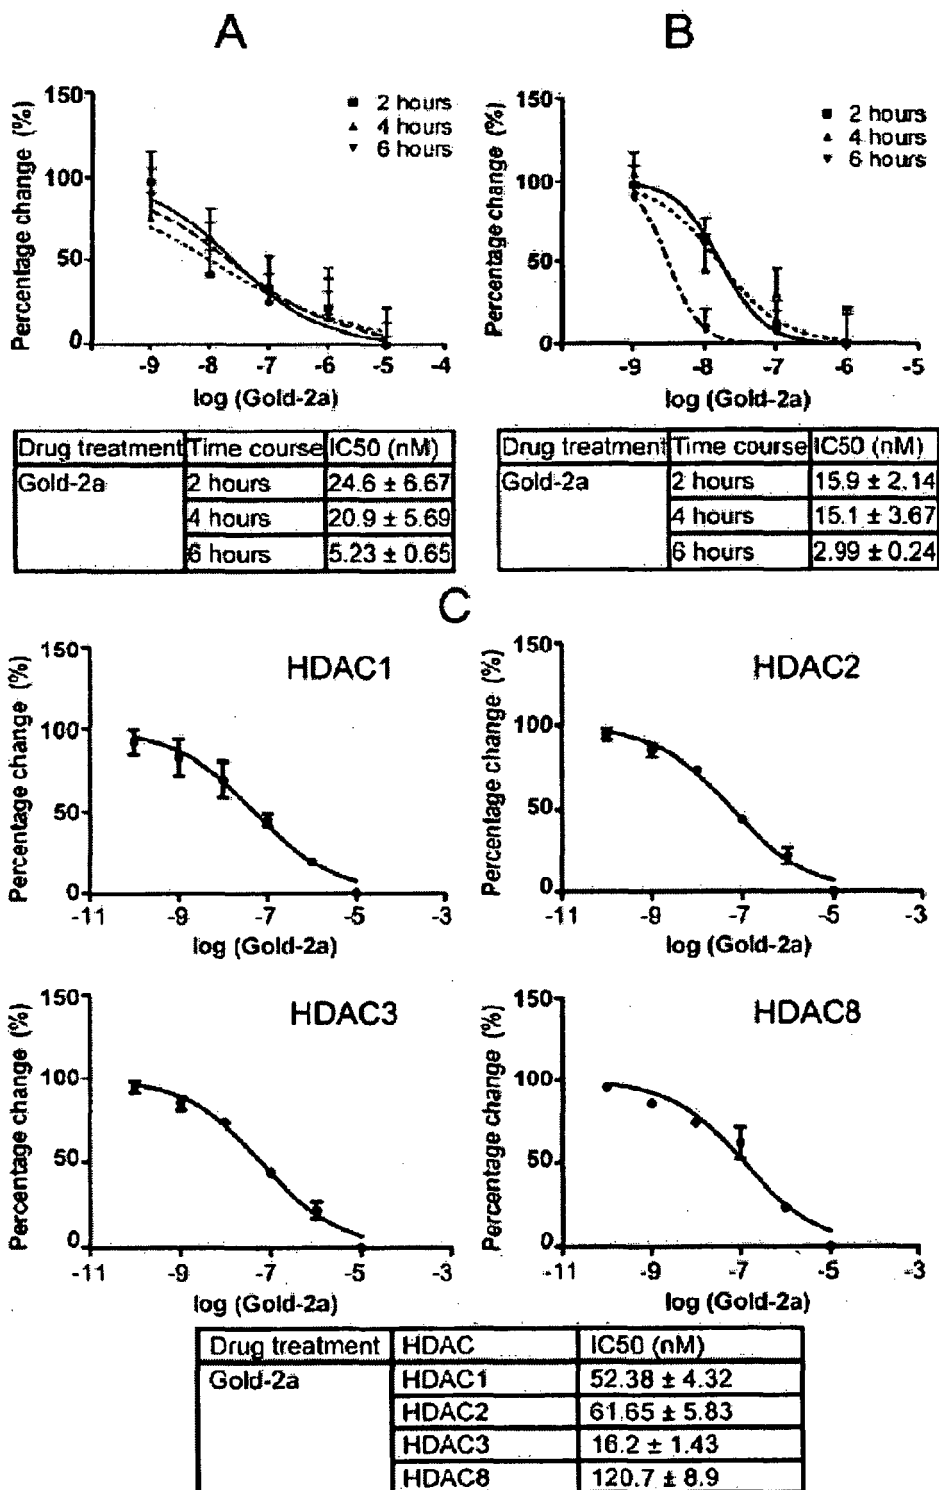 A
B
Percentage change (%)
150
100
50
0
2 hours
4 hours
6 hours
-9
-8
-7
-6
-5
-4
log (Gold-2a)
Percentage change (%)
150
100
50
0
2 hours
4 hours
6 hours
-9
-8
-7
-6
-5
log (Gold-2a)
Drug treatment Time course IC50 (nM)
Gold-2a 2 hours 24.6 ± 6.67
4 hours 20.9 ± 5.69
6 hours 5.23 ± 0.65
Drug treatment Time course IC50 (nM)
Gold-2a 2 hours 15.9 ± 2.14
4 hours 15.1 ± 3.67
6 hours 2.99 ± 0.24
C
Percentage change (%)
150
100
50
0
HDAC1
-11
-9
-7
-5
-3
log (Gold-2a)
Percentage change (%)
150
100
50
0
HDAC2
-11
-9
-7
-5
-3
log (Gold-2a)
Percentage change (%)
150
100
50
0
HDAC3
-11
-9
-7
-5
-3
log (Gold-2a)
Percentage change (%)
150
100
50
0
HDAC8
-11
-9
-7
-5
-3
log (Gold-2a)
Drug treatment HDAC IC50 (nM)
Gold-2a HDAC1 52.38 ± 4.32
HDAC2 61.65 ± 5.83
HDAC3 16.2 ± 1.43
HDAC8 120.7 ± 8.9